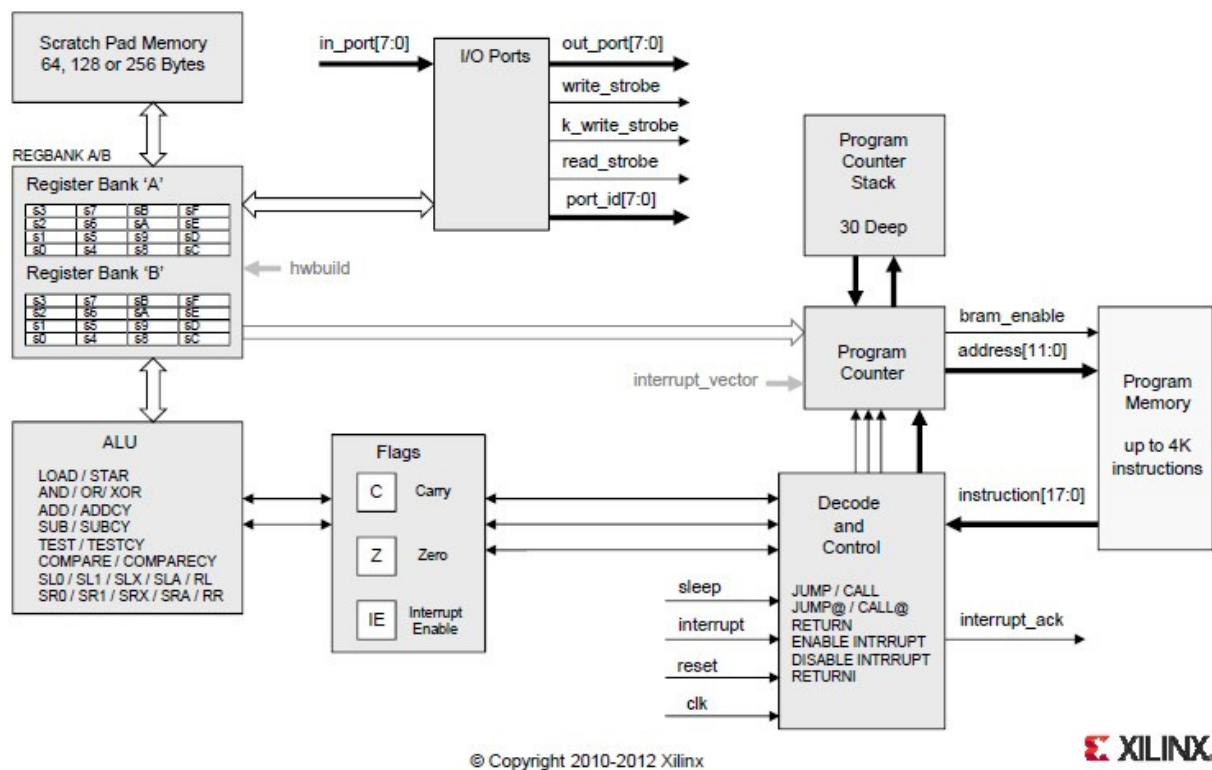 Scratch Pad Memory
64, 128 or 256 Bytes
in_port[7:0]
I/O Ports
out_port[7:0]
write_strobe
k_write_strobe
read_strobe
port_id[7:0]
REGBANK A/B
Register Bank ‘A’
s3 s7 sB sF
s2 s6 sA sE
s1 s5 s9 sD
s0 s4 s8 sC
Register Bank ‘B’
s3 s7 sB sF
s2 s6 sA sE
s1 s5 s9 sD
s0 s4 s8 sC
hwbuild
Program
Counter
Stack
30 Deep
Program
Counter
interrupt_vector
bram_enable
address[11:0]
Program
Memory
up to 4K
instructions
instruction[17:0]
ALU
LOAD / STAR
AND / OR/ XOR
ADD / ADDCY
SUB / SUBCY
TEST / TESTCY
COMPARE / COMPARECY
SL0 / SL1 / SLX / SLA / RL
SR0 / SR1 / SRX / SRA / RR
Flags
C Carry
Z Zero
IE Interrupt
Enable
Decode
and
Control
JUMP / CALL
JUMP@ / CALL@
RETURN
ENABLE INTRRUPT
DISABLE INTRRUPT
RETURNI
sleep
interrupt
reset
clk
interrupt_ack
© Copyright 2010-2012 Xilinx
XILINX